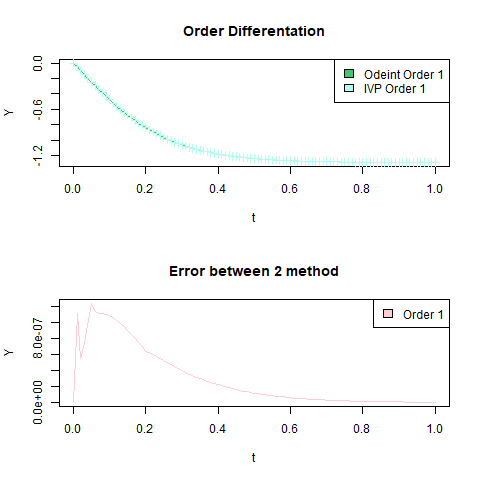 Order Differentation
0.0
-0.6
-1.2
Y
Odeint Order 1
IVP Order 1
0.0 0.2 0.4 0.6 0.8 1.0
t
Error between 2 method
8.0e-07
0.0e+00
Y
Order 1
0.0 0.2 0.4 0.6 0.8 1.0
t